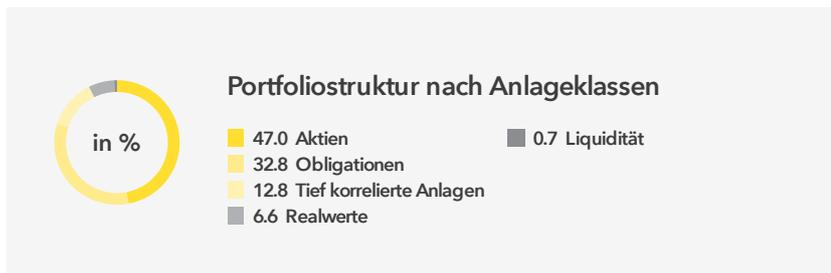 Portfoliostruktur nach Anlageklassen
in %
47.0 Aktien
32.8 Obligationen
12.8 Tief korrelierte Anlagen
6.6 Realwerte
0.7 Liquidität